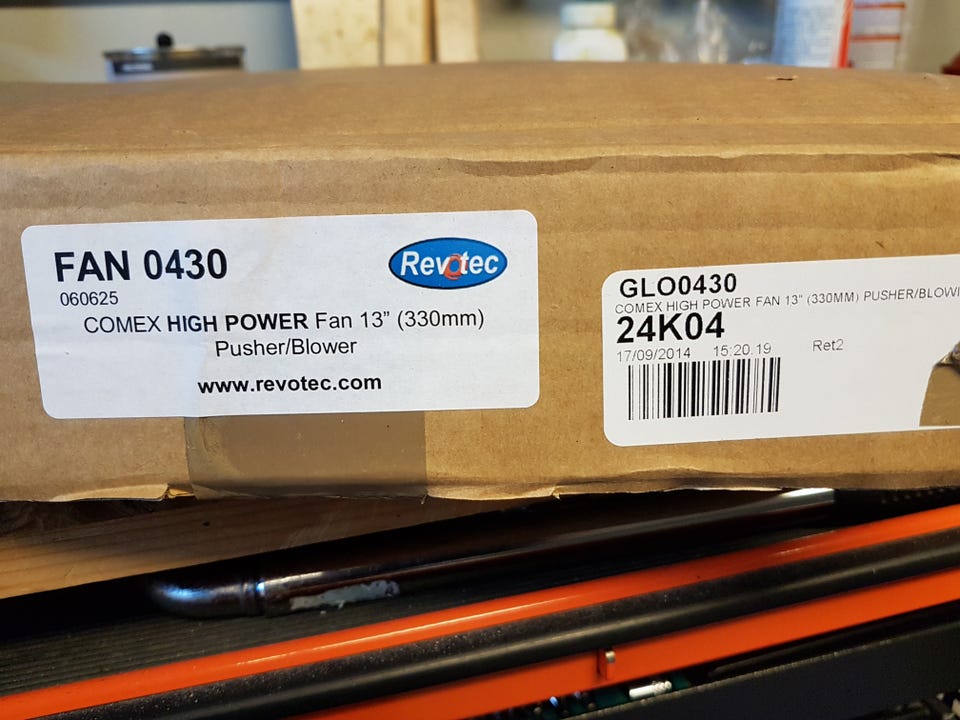 FAN 0430
Revotec
060625
COMEX HIGH POWER Fan 13" (330mm)
Pusher/Blower
www.revotec.com
GLO0430
COMEX HIGH POWER FAN 13" (330MM) PUSHER/BLOWI
24K04
17/09/2014 15:20.19 Ret2